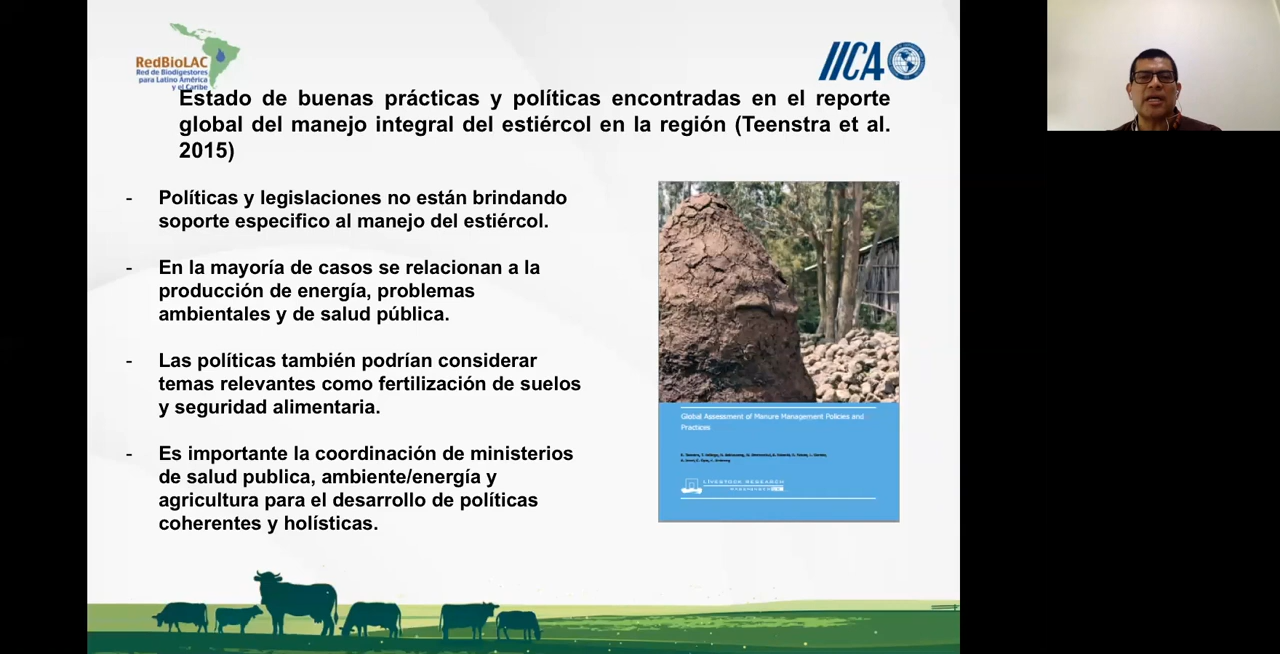 RedBioLAC
Red de Biodigestores
para Latino América
y el Caribe
IICA
Estado de buenas prácticas y políticas encontradas en el reporte
global del manejo integral del estiércol en la región (Teenstra et al.
2015)
- Políticas y legislaciones no están brindando
soporte especifico al manejo del estiércol.
- En la mayoría de casos se relacionan a la
producción de energía, problemas
ambientales y de salud pública.
- Las políticas también podrían considerar
temas relevantes como fertilización de suelos
y seguridad alimentaria.
- Es importante la coordinación de ministerios
de salud publica, ambiente/energía y
agricultura para el desarrollo de políticas
coherentes y holísticas.
Global Assessment of Manure Management Policies and
Practices
LIVESTOCK RESEARCH